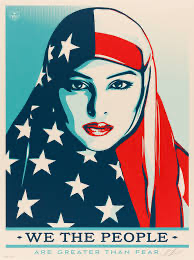 - WE THE PEOPLE -
ARE GREATER THAN FEAR